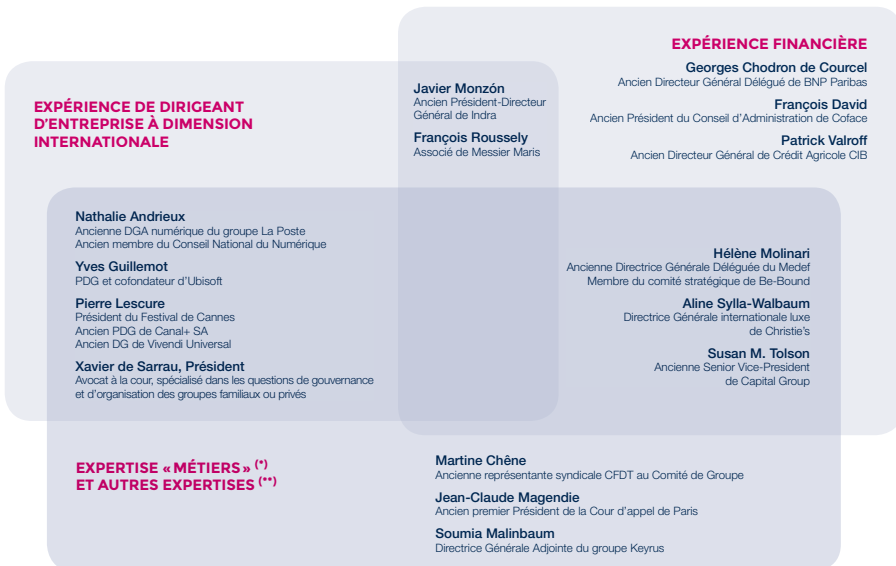 EXPÉRIENCE FINANCIÈRE
Georges Chodron de Courcel
Ancien Directeur Général Délégué de BNP Paribas
François David
Ancien Président du Conseil d'Administration de Coface
Patrick Valroff
Ancien Directeur Général de Crédit Agricole CIB
Javier Monzón
Ancien Président-Directeur
Général de Indra
François Roussely
Associé de Messier Maris
EXPÉRIENCE DE DIRIGEANT
D'ENTREPRISE À DIMENSION
INTERNATIONALE
Nathalie Andrieux
Ancienne DGA numérique du groupe La Poste
Ancien membre du Conseil National du Numérique
Yves Guillemot
PDG et cofondateur d'Ubisoft
Pierre Lescure
Président du Festival de Cannes
Ancien PDG de Canal+ SA
Ancien DG de Vivendi Universal
Xavier de Sarrau, Président
Avocat à la cour, spécialisé dans les questions de gouvernance
et d'organisation des groupes familiaux ou privés
Hélène Molinari
Ancienne Directrice Générale Déléguée du Medef
Membre du comité stratégique de Be-Bound
Aline Sylla-Walbaum
Directrice Générale internationale luxe
de Christie's
Susan M. Tolson
Ancienne Senior Vice-President
de Capital Group
EXPERTISE « MÉTIERS » (*)
ET AUTRES EXPERTISES (**)
Martine Chêne
Ancienne représentante syndicale CFDT au Comité de Groupe
Jean-Claude Magendie
Ancien premier Président de la Cour d'appel de Paris
Soumia Malinbaum
Directrice Générale Adjointe du groupe Keyrus